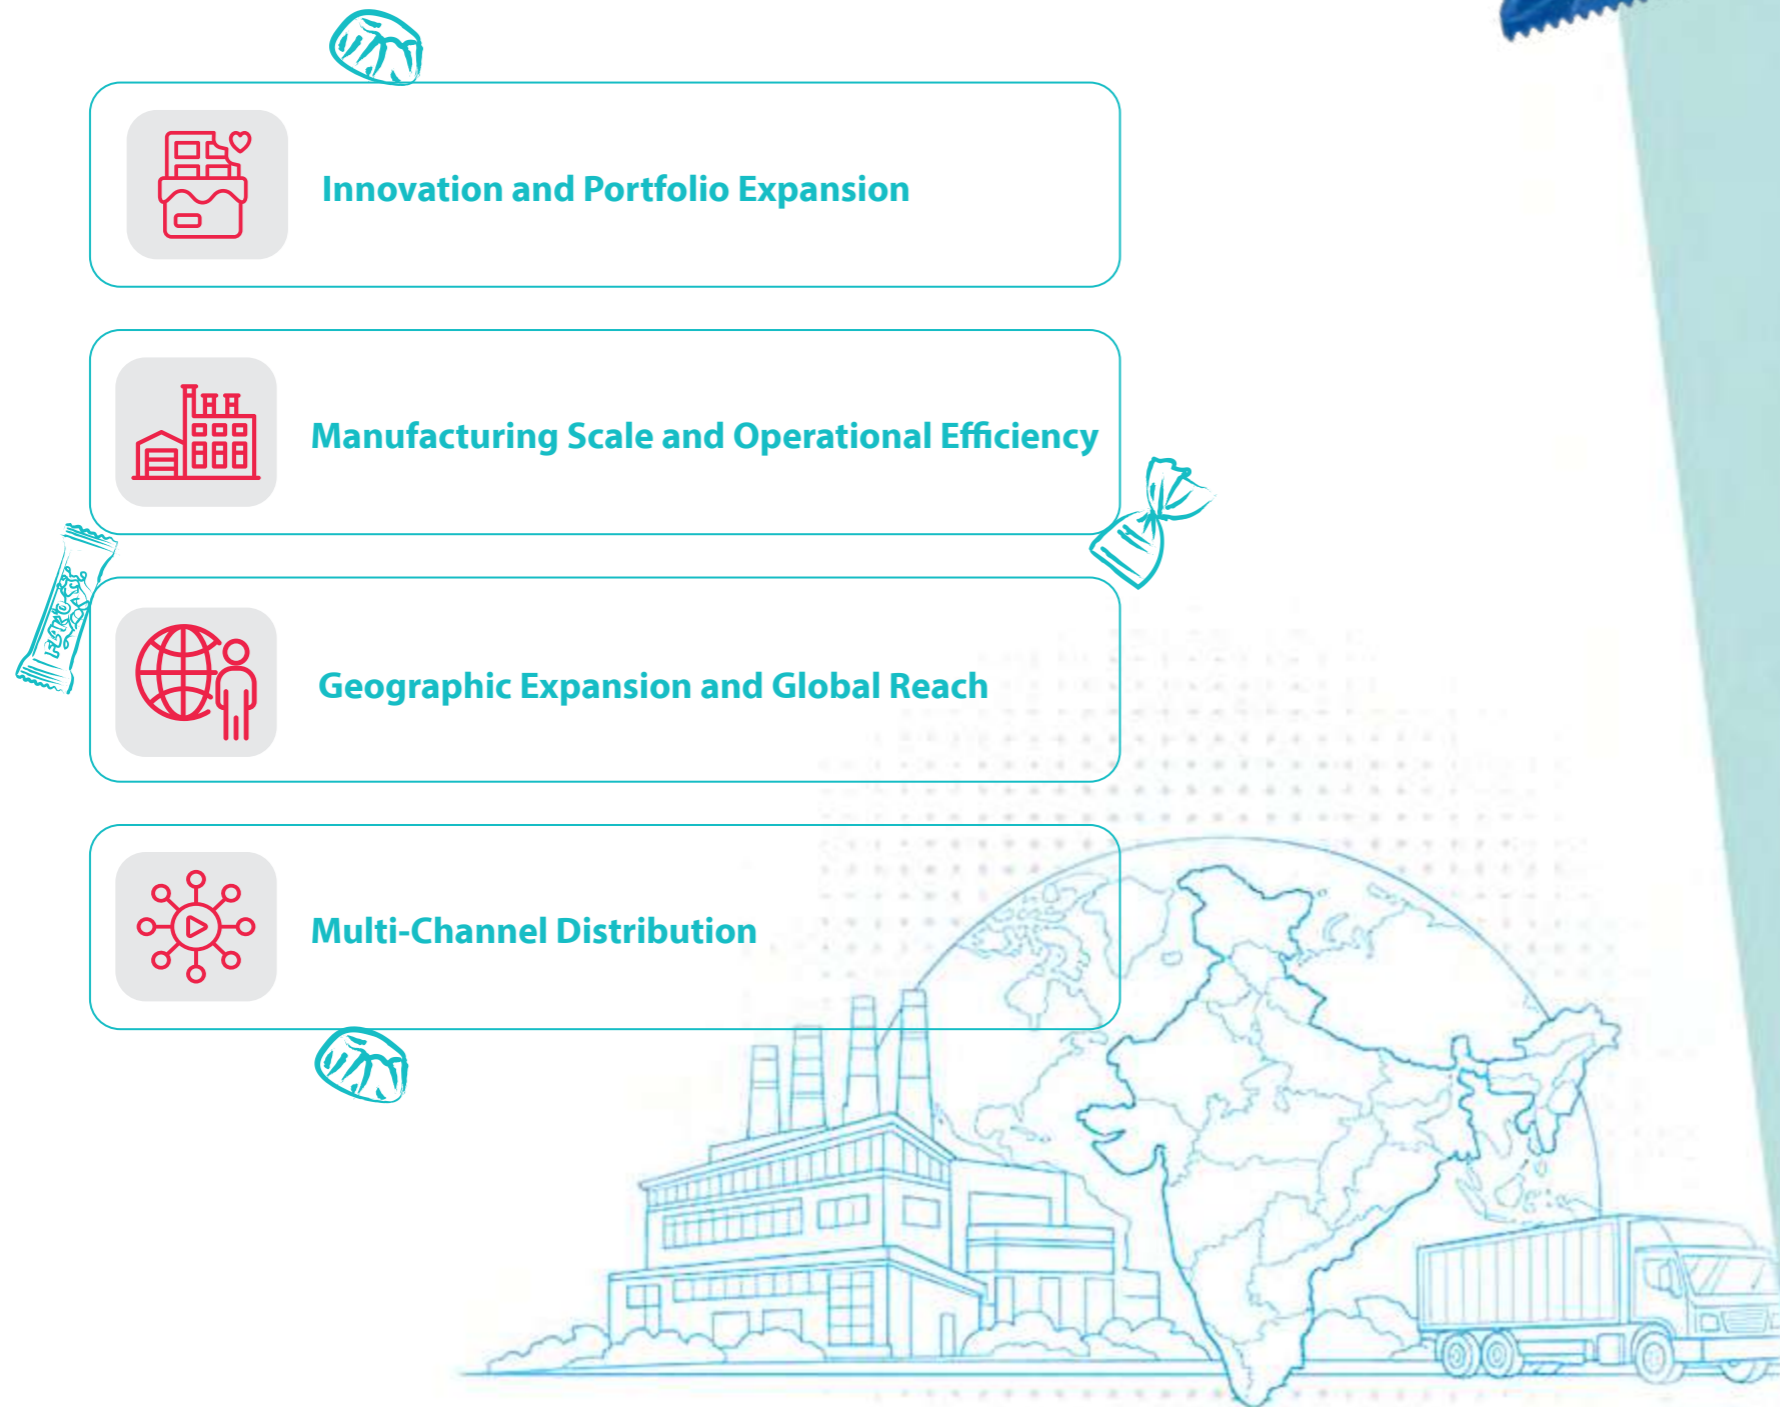 Innovation and Portfolio Expansion
Manufacturing Scale and Operational Efficiency
Geographic Expansion and Global Reach
Multi-Channel Distribution